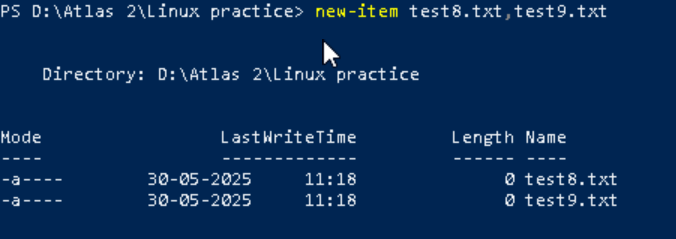 PS D:\Atlas 2\Linux practice> new-item test8.txt,test9.txt
Directory: D:\Atlas 2\Linux practice
Mode LastWriteTime Length Name
---- ------------- ------ ----
-a---- 30-05-2025 11:18 0 test8.txt
-a---- 30-05-2025 11:18 0 test9.txt